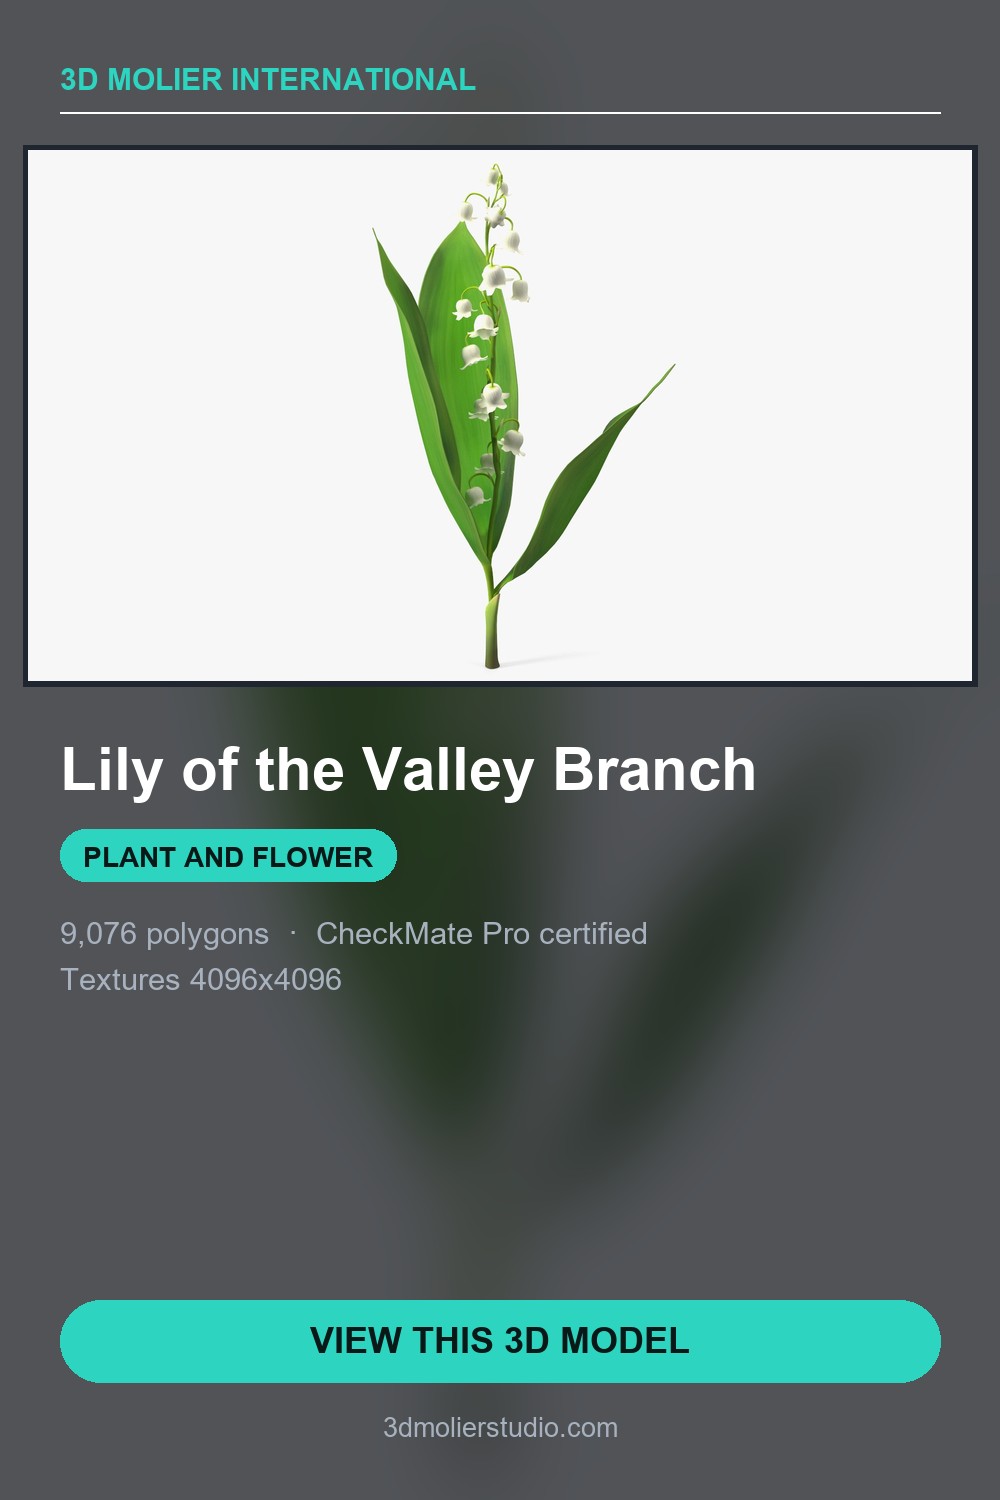 3D MOLIER INTERNATIONAL
Lily of the Valley Branch
PLANT AND FLOWER
9,076 polygons · CheckMate Pro certified
Textures 4096x4096
VIEW THIS 3D MODEL
3dmolierstudio.com